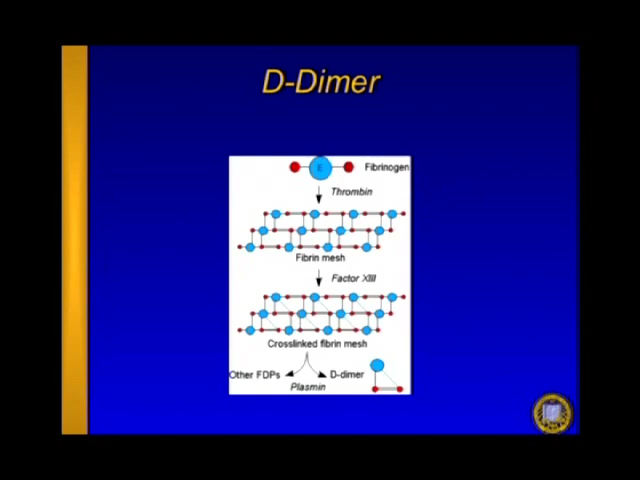 D-Dimer
E
Fibrinogen
Thrombin
Fibrin mesh
Factor XIII
Crosslinked fibrin mesh
Other FDPs
D-dimer
Plasmin